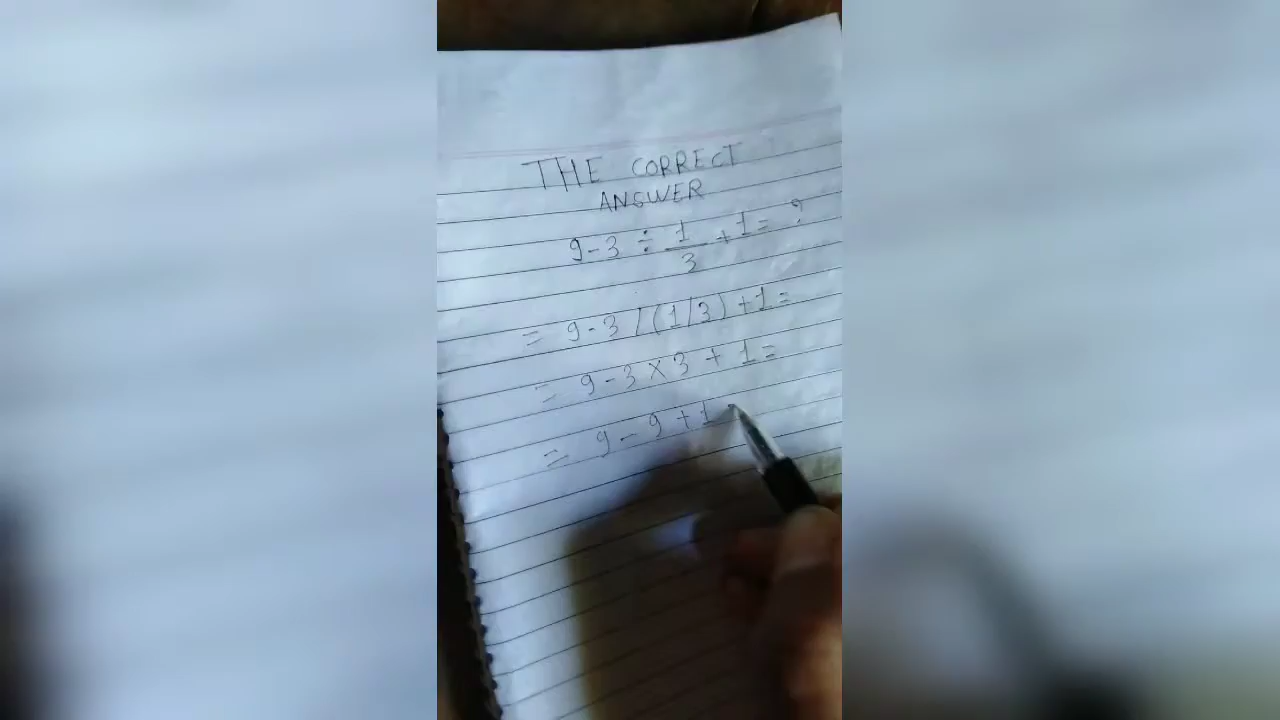 THE CORRECT
ANSWER
9-3 ÷ 1/3 +1= ?
= 9-3 / (1/3) +1=
= 9-3×3 + 1=
= 9-9+1